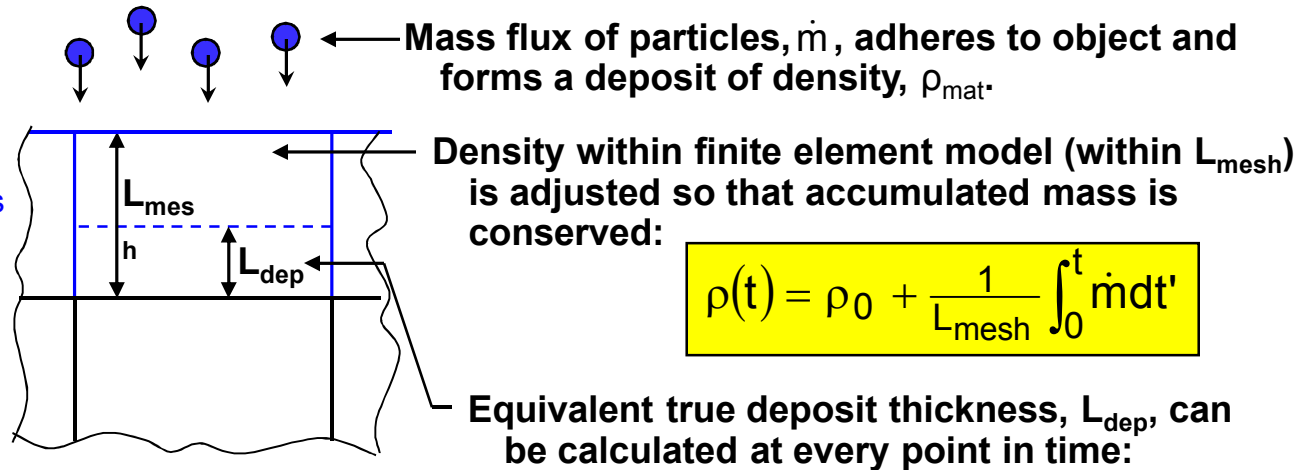 Mass flux of particles, ṁ, adheres to object and
forms a deposit of density, ρmat.
Density within finite element model (within Lmesh)
is adjusted so that accumulated mass is
conserved:
ρ(t) = ρ0 + 1/Lmesh ∫0^t ṁdt'
Equivalent true deposit thickness, Ldep, can
be calculated at every point in time:
s
Lmes
h
Ldep